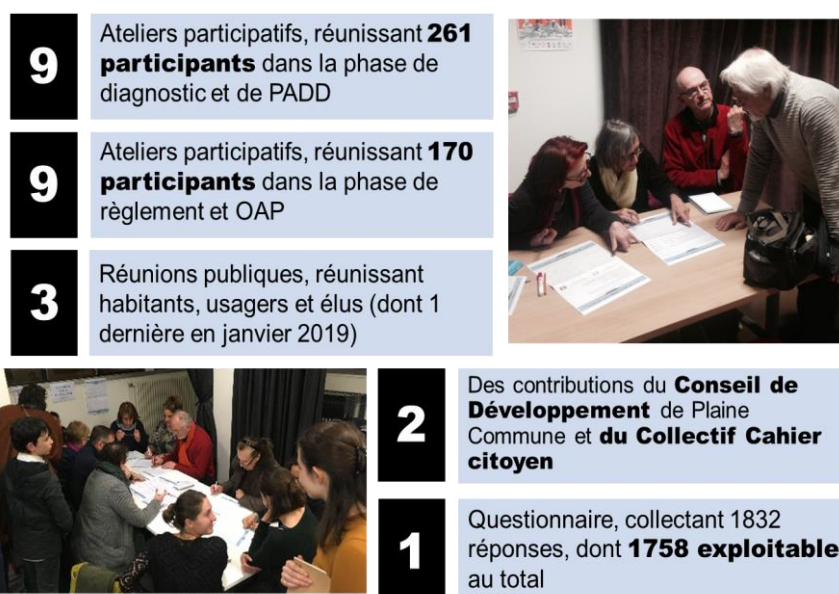 9
Ateliers participatifs, réunissant 261
participants dans la phase de
diagnostic et de PADD
9
Ateliers participatifs, réunissant 170
participants dans la phase de
règlement et OAP
3
Réunions publiques, réunissant
habitants, usagers et élus (dont 1
dernière en janvier 2019)
2
Des contributions du Conseil de
Développement de Plaine
Commune et du Collectif Cahier
citoyen
1
Questionnaire, collectant 1832
réponses, dont 1758 exploitable
au total